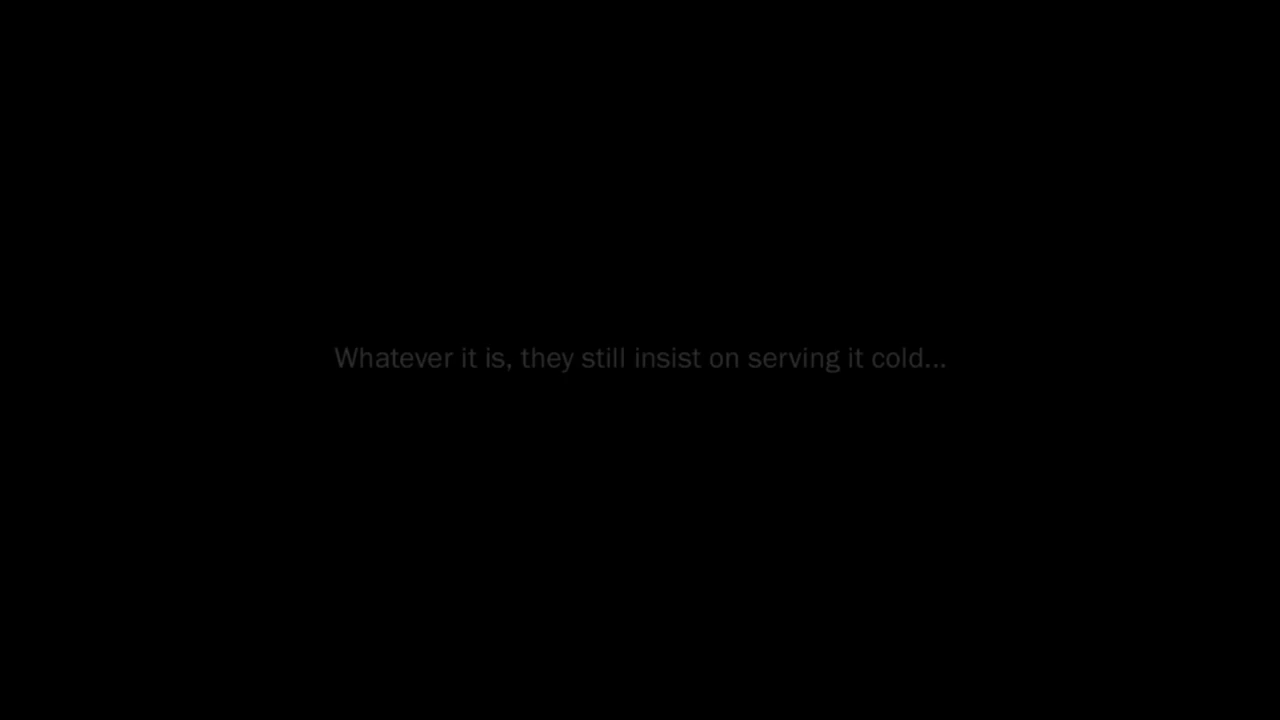 Whatever it is, they still insist on serving it cold...